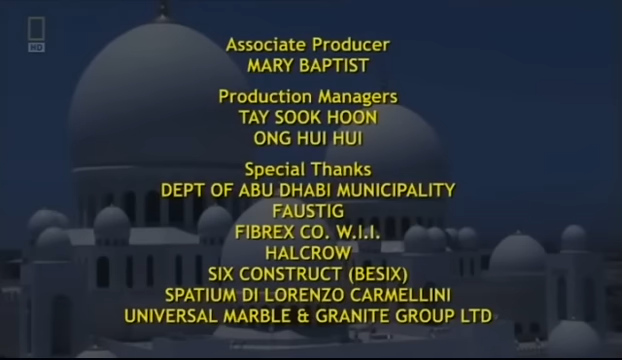 HD
Associate Producer
MARY BAPTIST
Production Managers
TAY SOOK HOON
ONG HUI HUI
Special Thanks
DEPT OF ABU DHABI MUNICIPALITY
FAUSTIG
FIBREX CO. W.I.I.
HALCROW
SIX CONSTRUCT (BESIX)
SPATIUM DI LORENZO CARMELLINI
UNIVERSAL MARBLE & GRANITE GROUP LTD